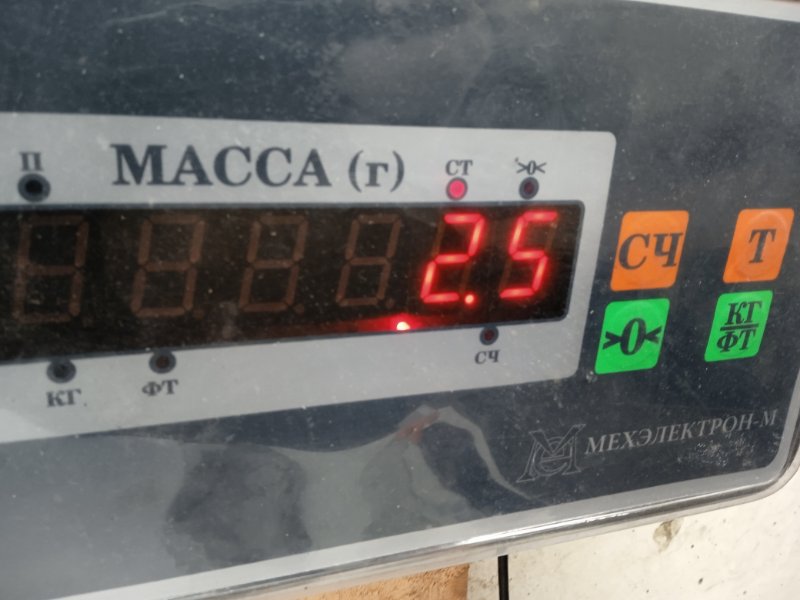 П
МАССА (г)
СТ
>0<
2.5
СЧ
Т
>0<
КГ
ФТ
КГ
ФТ
СЧ
МЕХЭЛЕКТРОН-М